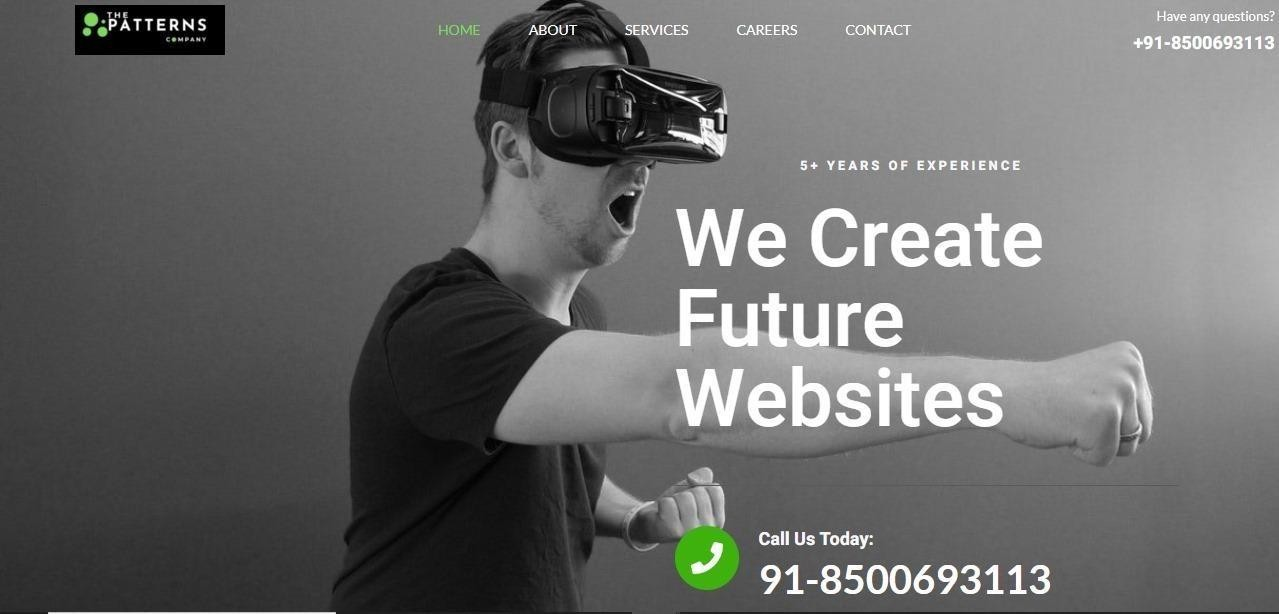 THE
PATTERNS
COMPANY
HOME ABOUT SERVICES CAREERS CONTACT
Have any questions?
+91-8500693113
5+ YEARS OF EXPERIENCE
We Create
Future
Websites
Call Us Today:
91-8500693113